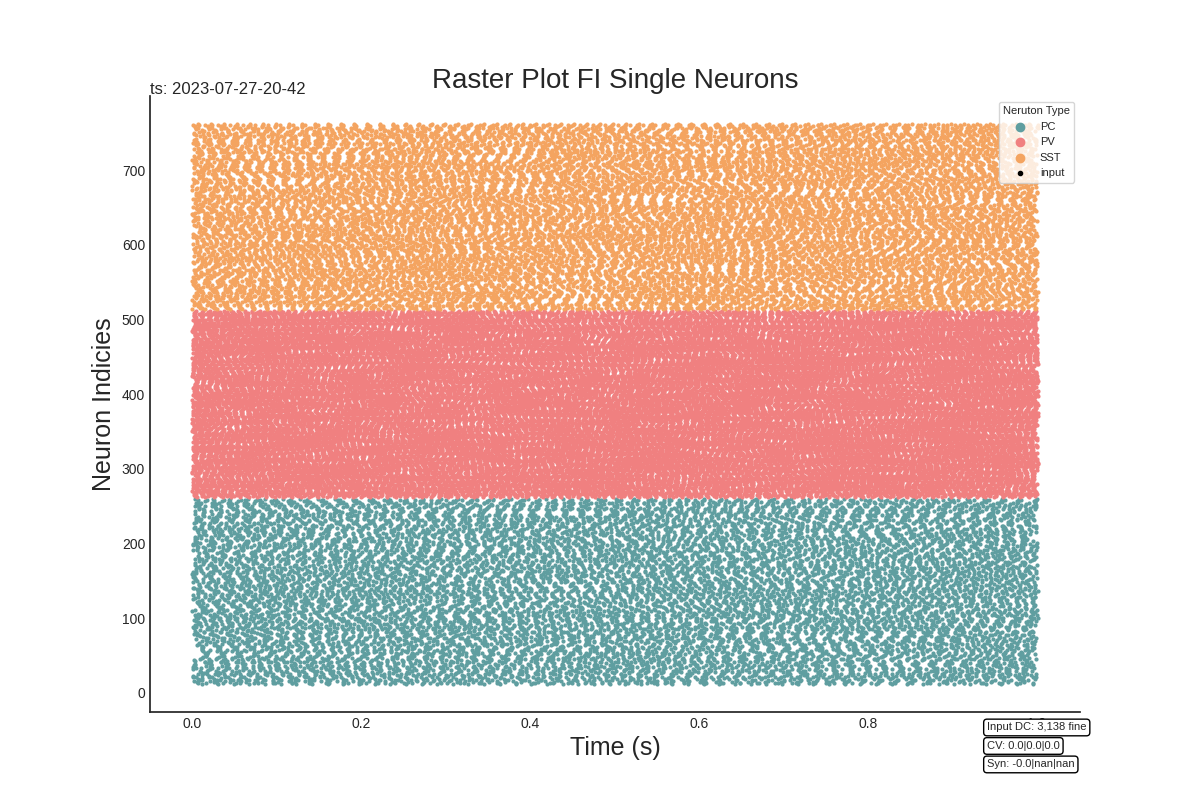 Raster Plot FI Single Neurons
ts: 2023-07-27-20-42
Neruton Type
PC
PV
SST
input
Neuron Indicies
700
600
500
400
300
200
100
0
0.0
0.2
0.4
0.6
0.8
Time (s)
Input DC: 3,138 fine
CV: 0.0|0.0|0.0
Syn: -0.0|nan|nan